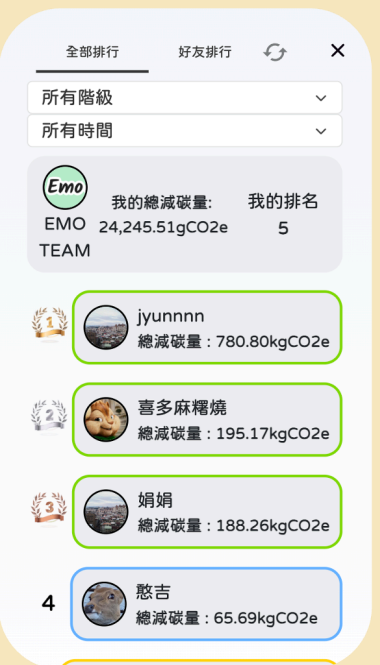 全部排行
好友排行
所有階級
所有時間
Emo
EMO
TEAM
我的總減碳量:
24,245.51gCO2e
我的排名
5
1
jyunnnn
總減碳量 : 780.80kgCO2e
2
喜多麻糬燒
總減碳量 : 195.17kgCO2e
3
娟娟
總減碳量 : 188.26kgCO2e
4
憨吉
總減碳量 : 65.69kgCO2e